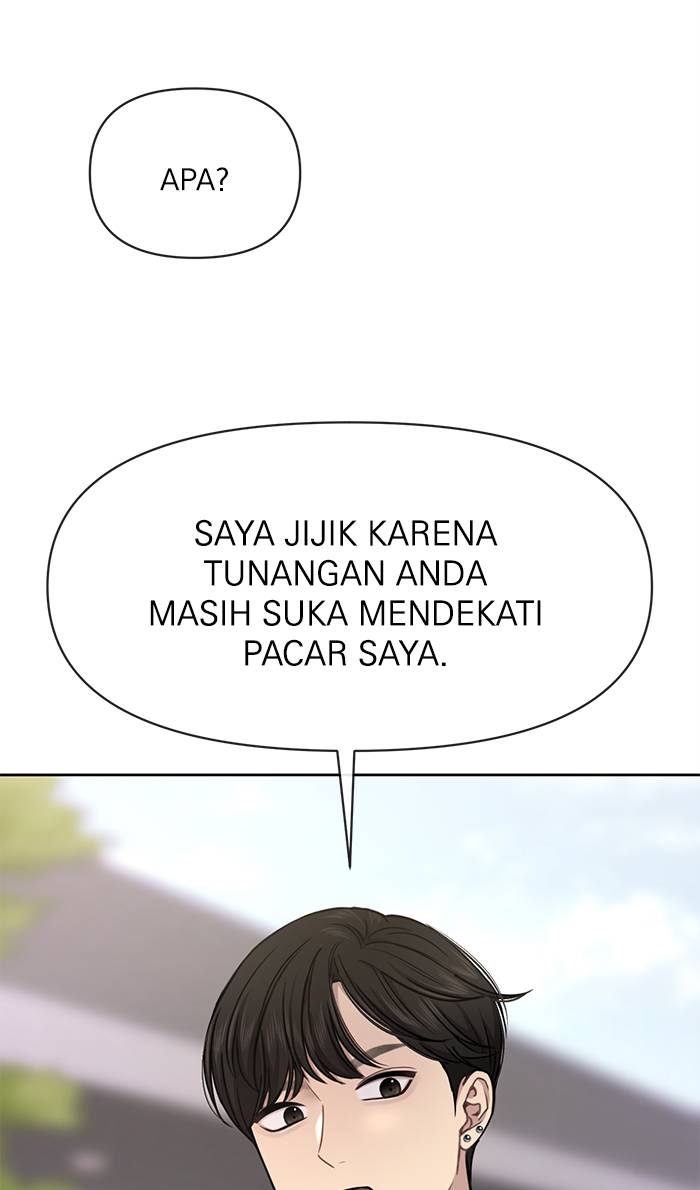 APA?
SAYA JIJIK KARENA
TUNANGAN ANDA
MASIH SUKA MENDEKATI
PACAR SAYA.